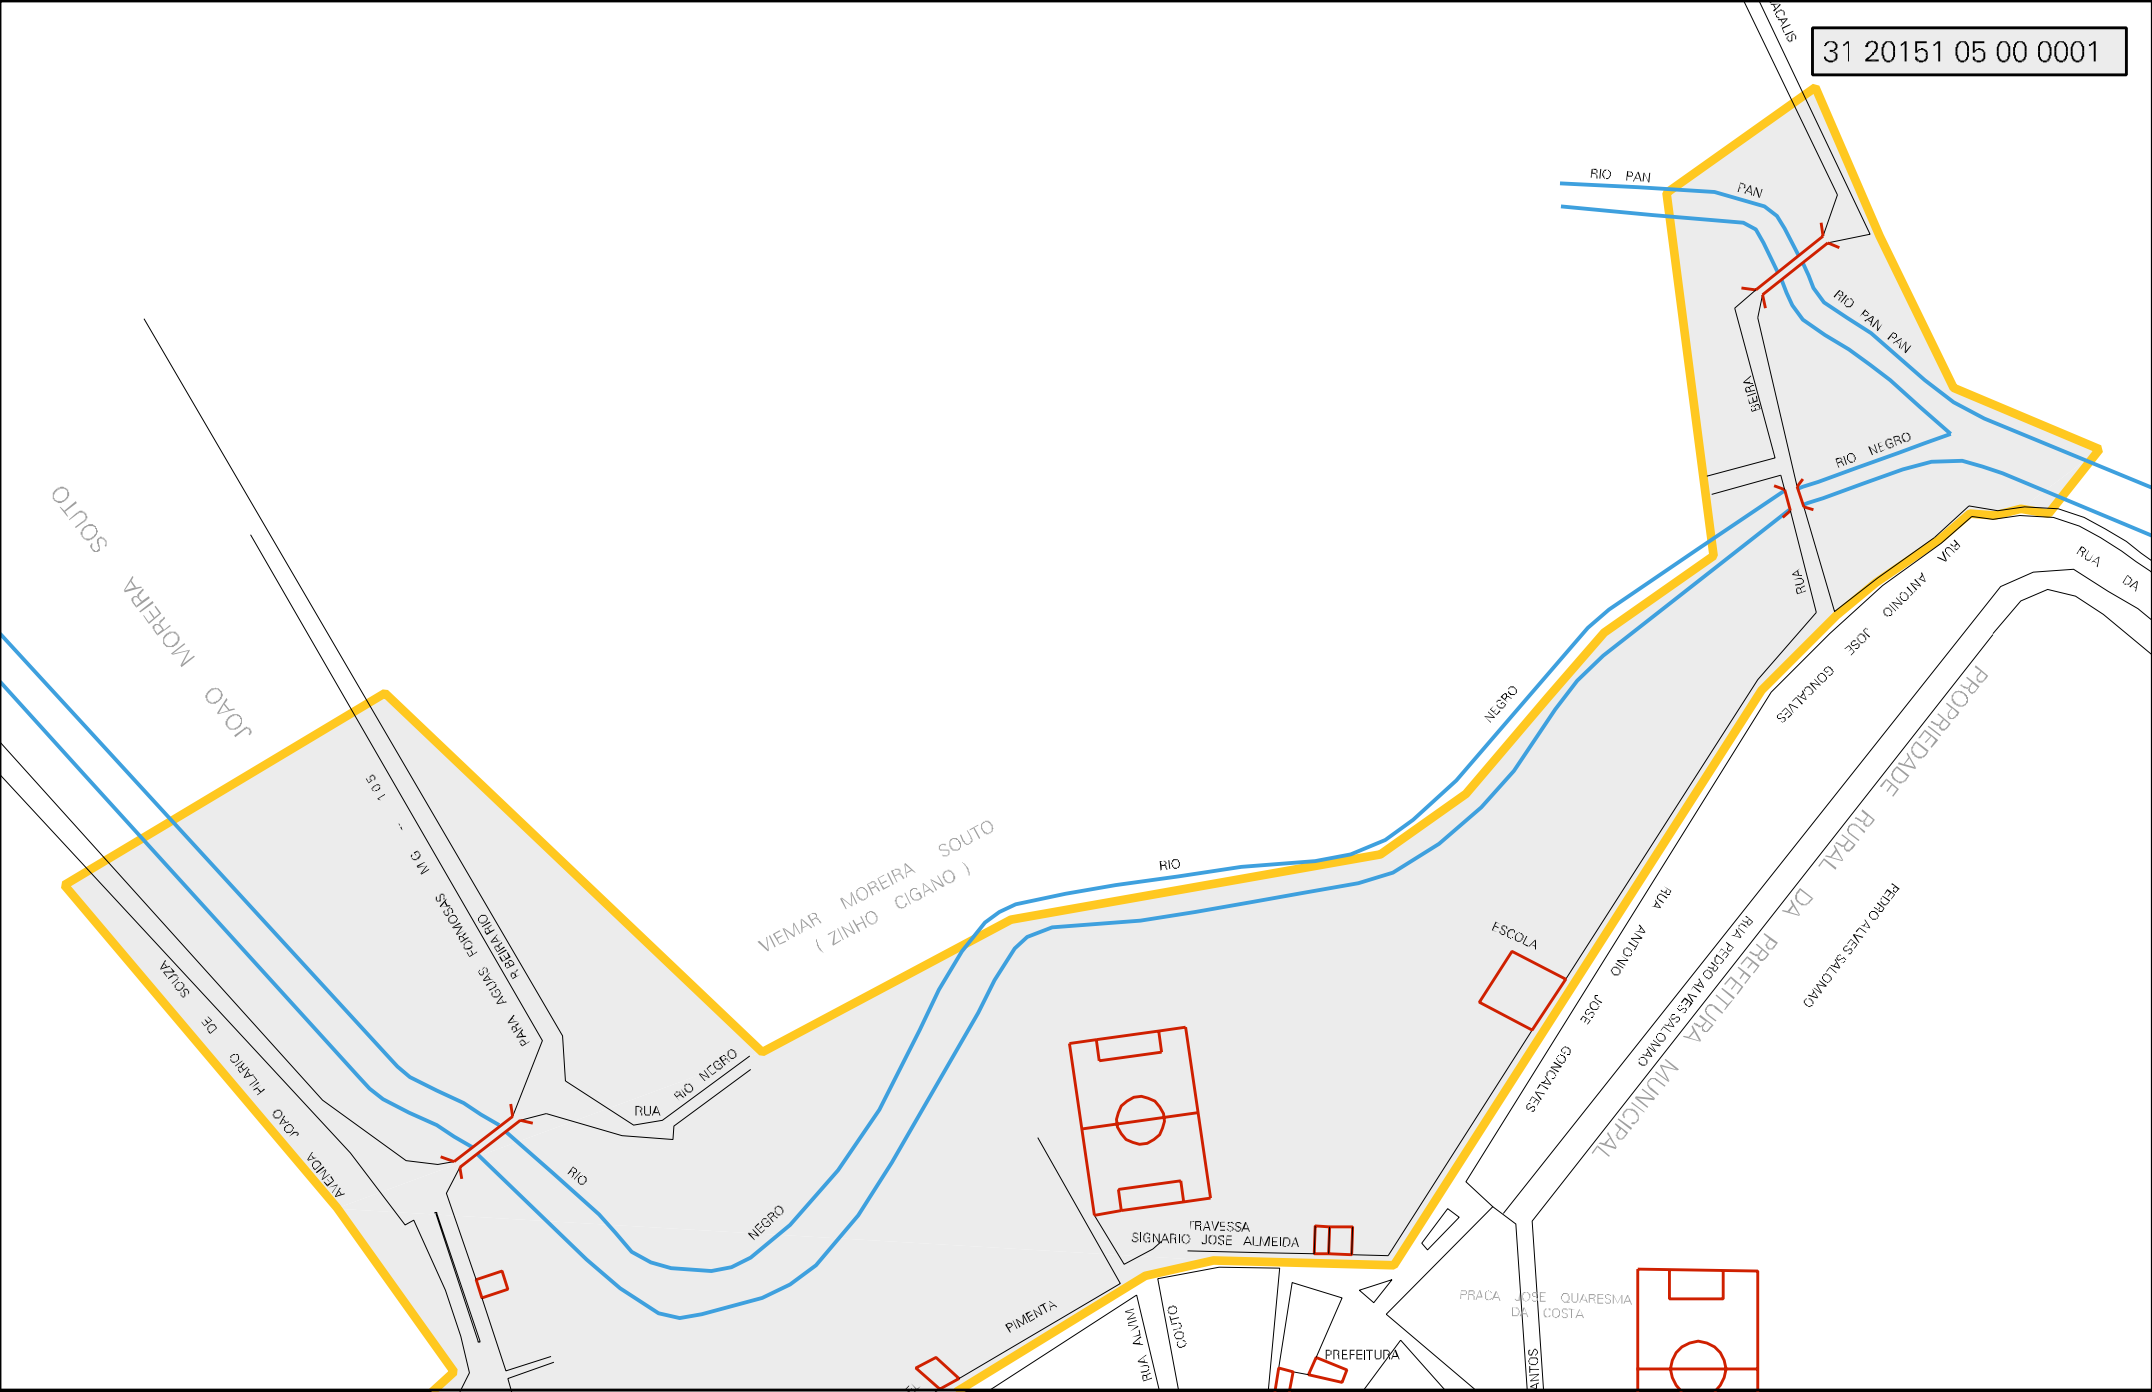 ACALIS
31 20151 05 00 0001
RIO PAN
PAN
RIO PAN PAN
BEIRA
RIO NEGRO
RUA
RUA ANTONIO JOSE GONCALVES
RUA DA
JOAO MOREIRA SOUTO
PARA AGUAS FORMOSAS MG - 105
R BEIRA RIO
NEGRO
RIO
VIEMAR MOREIRA SOUTO
( ZINHO CIGANO )
PROPRIEDADE RURAL DA PREFEITURA MUNICIPAL
PEDRO ALVES SALOMAO
RUA PEDRO ALVES SALOMAO
RUA ANTONIO JOSE GONCALVES
ESCOLA
AVENIDA JOAO HILARIO DE SOUZA
RUA RIO NEGRO
RIO
NEGRO
TRAVESSA
SIGNARIO JOSE ALMEIDA
PIMENTA
RUA ALVIM
COUTO
PREFEITURA
PRACA JOSE QUARESMA
DA COSTA
ANTOS